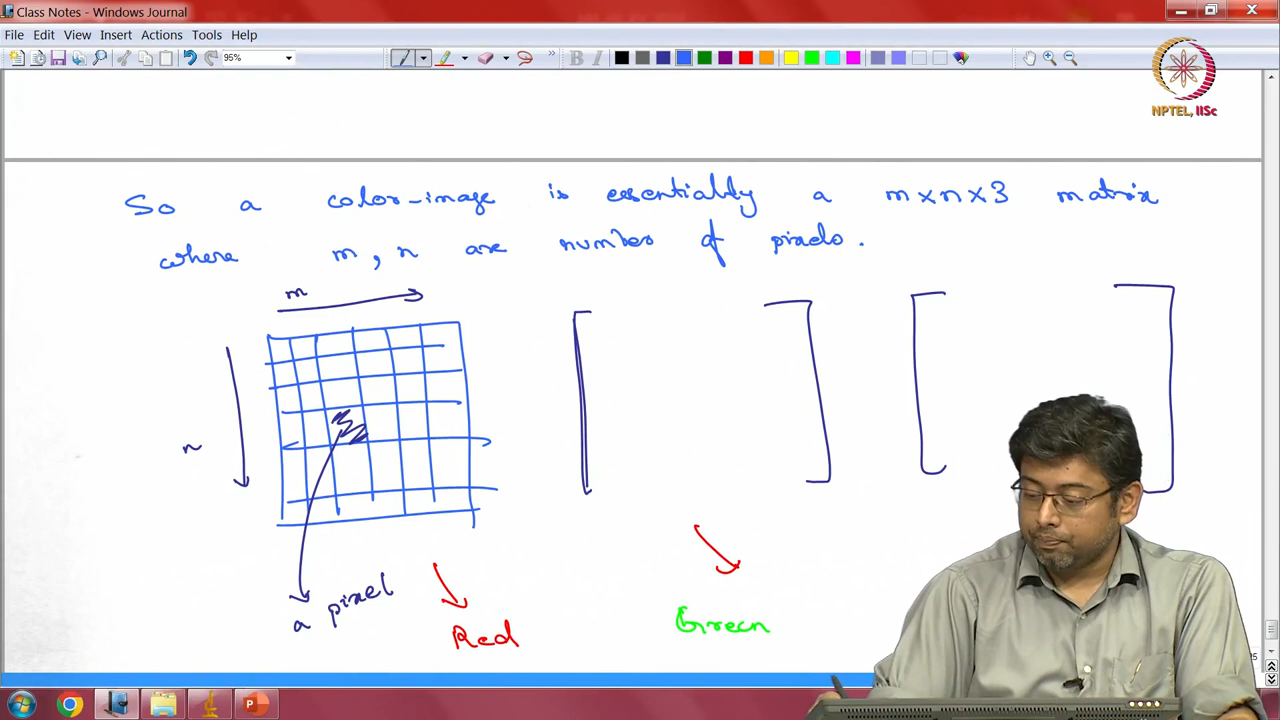 Class Notes - Windows Journal
File Edit View Insert Actions Tools Help
95%
B I
NPTEL, IISc
So a color-image is essentially a m×n×3 matrix
where m, n are number of pixels.
m
n
a pixel
Red
Green